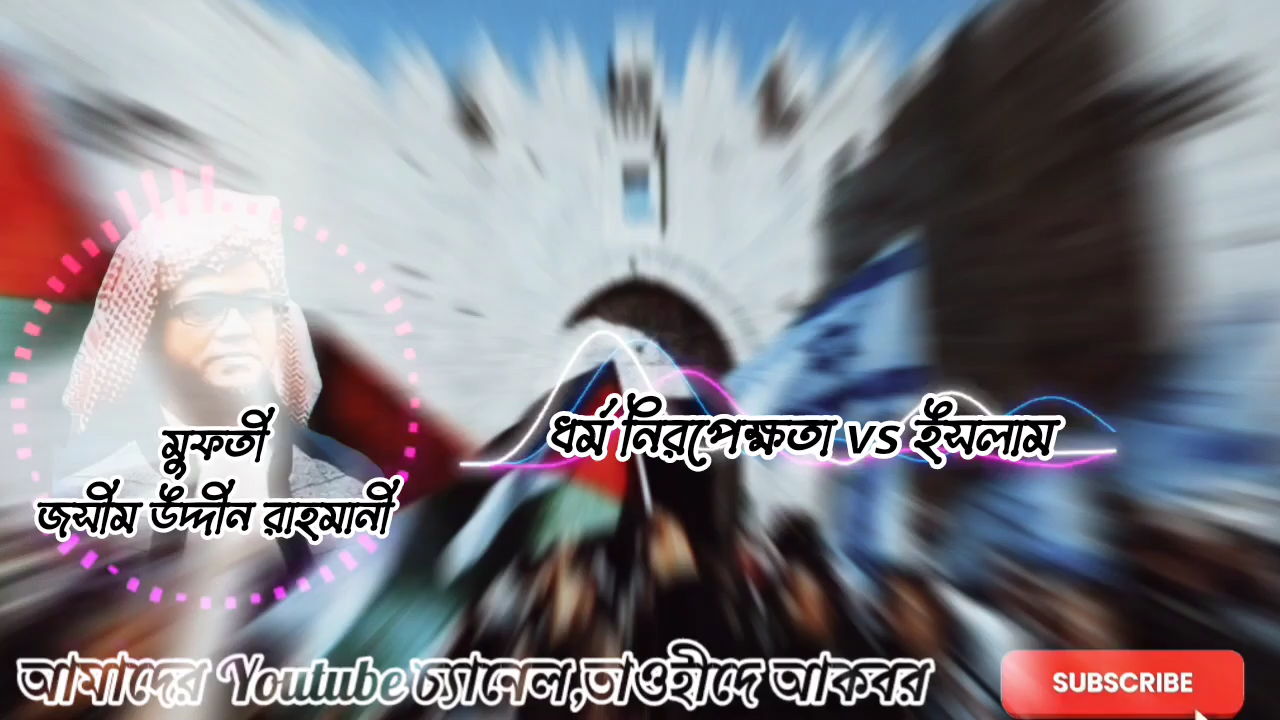 মুফতী
জসীম উদ্দীন রাহমানী
ধর্ম নিরপেক্ষতা vs ইসলাম
আমাদের Youtube চ্যানেল,তাওহীদে আকবর
SUBSCRIBE